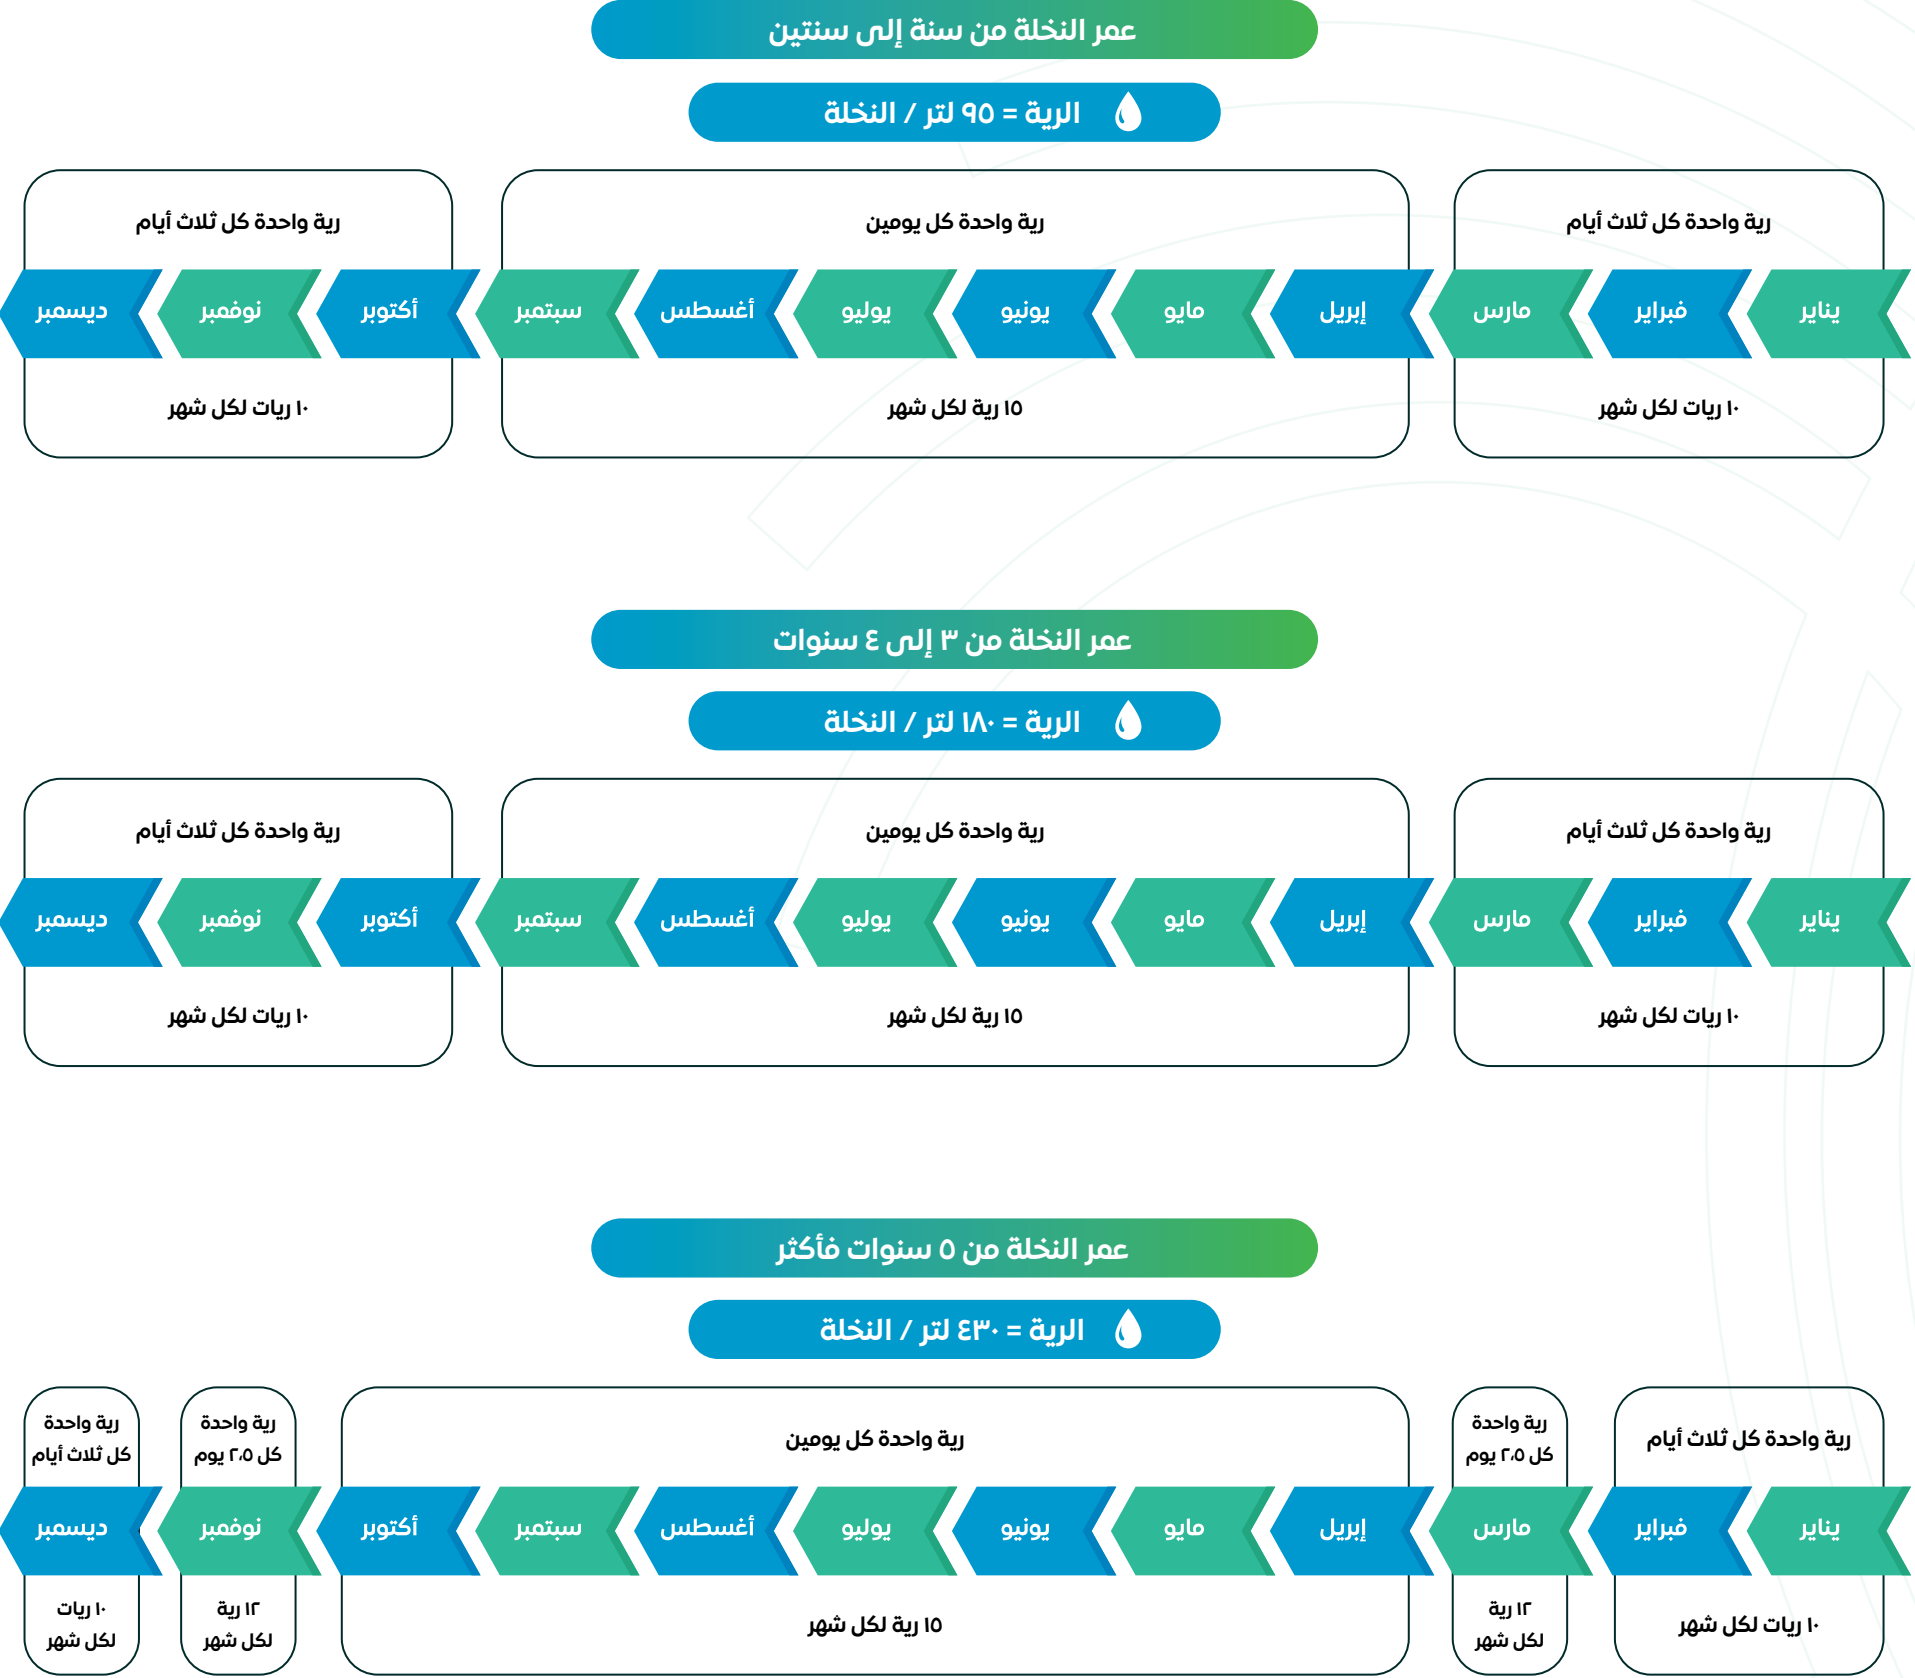 عمر النخلة من سنة إلى سنتين
الرية = ٩٥ لتر / النخلة
رية واحدة كل ثلاث أيام
رية واحدة كل يومين
رية واحدة كل ثلاث أيام
يناير
فبراير
مارس
إبريل
مايو
يونيو
يوليو
أغسطس
سبتمبر
أكتوبر
نوفمبر
ديسمبر
١٠ ريات لكل شهر
١٥ رية لكل شهر
١٠ ريات لكل شهر
عمر النخلة من ٣ إلى ٤ سنوات
الرية = ١٨٠ لتر / النخلة
رية واحدة كل ثلاث أيام
رية واحدة كل يومين
رية واحدة كل ثلاث أيام
يناير
فبراير
مارس
إبريل
مايو
يونيو
يوليو
أغسطس
سبتمبر
أكتوبر
نوفمبر
ديسمبر
١٠ ريات لكل شهر
١٥ رية لكل شهر
١٠ ريات لكل شهر
عمر النخلة من ٥ سنوات فأكثر
الرية = ٤٣٠ لتر / النخلة
رية واحدة كل ثلاث أيام
رية واحدة
كل ٢،٥ يوم
رية واحدة كل يومين
رية واحدة
كل ٢،٥ يوم
رية واحدة
كل ثلاث أيام
يناير
فبراير
مارس
إبريل
مايو
يونيو
يوليو
أغسطس
سبتمبر
أكتوبر
نوفمبر
ديسمبر
١٠ ريات لكل شهر
١٢ رية
لكل شهر
١٥ رية لكل شهر
١٢ رية
لكل شهر
١٠ ريات
لكل شهر